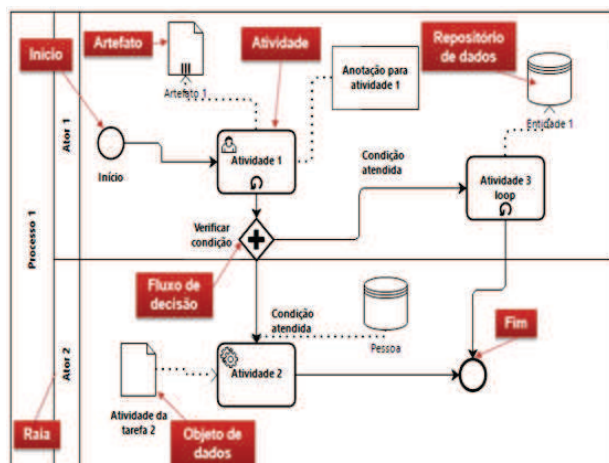 Artefato
Início
Atividade
Repositório
de dados
Anotação para
atividade 1
Artefato 1
Entidade 1
Ator 1
Início
Atividade 1
Condição
atendida
Atividade 3
loop
Verificar
condição
Processo 1
Fluxo de
decisão
Condição
atendida
Pessoa
Fim
Ator 2
Atividade 2
Raia
Atividade da
tarefa 2
Objeto de
dados